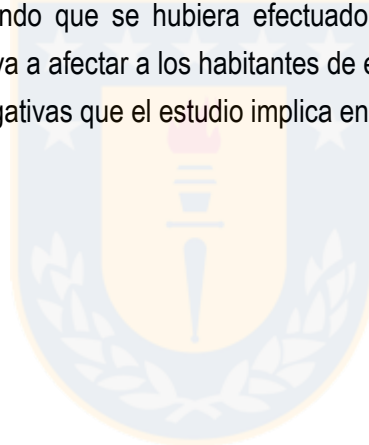 ndo que se hubiera efectuado
va a afectar a los habitantes de e
gativas que el estudio implica en